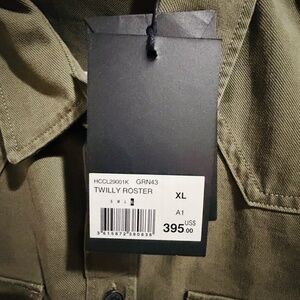 HCCL29001K GRN43
TWILLY ROSTER
XL
S M L
A1
395 US$ 00